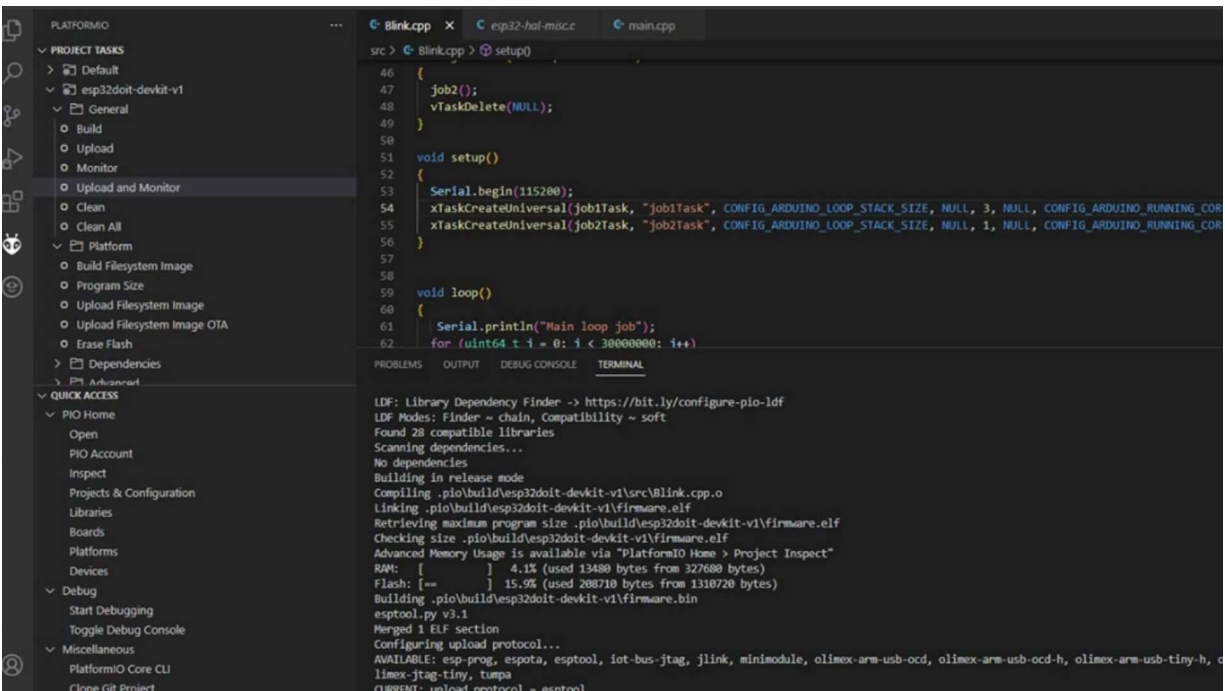 PLATFORMIO
PROJECT TASKS
Default
esp32doit-devkit-v1
General
Build
Upload
Monitor
Upload and Monitor
Clean
Clean All
Platform
Build Filesystem Image
Program Size
Upload Filesystem Image
Upload Filesystem Image OTA
Erase Flash
Dependencies
Advanced
QUICK ACCESS
PIO Home
Open
PIO Account
Inspect
Projects & Configuration
Libraries
Boards
Platforms
Devices
Debug
Start Debugging
Toggle Debug Console
Miscellaneous
PlatformIO Core CLI
Clone Git Project
Blink.cpp esp32-hal-misc.c main.cpp
src > Blink.cpp > setup()
46 {
47 job2();
48 vTaskDelete(NULL);
49 }
50
51 void setup()
52 {
53 Serial.begin(115200);
54 xTaskCreateUniversal(job1Task, "job1Task", CONFIG_ARDUINO_LOOP_STACK_SIZE, NULL, 3, NULL, CONFIG_ARDUINO_RUNNING_COR
55 xTaskCreateUniversal(job2Task, "job2Task", CONFIG_ARDUINO_LOOP_STACK_SIZE, NULL, 1, NULL, CONFIG_ARDUINO_RUNNING_COR
56 }
57
58
59 void loop()
60 {
61 Serial.println("Main loop job");
62 for (uint64_t i = 0; i < 30000000; i++)
PROBLEMS OUTPUT DEBUG CONSOLE TERMINAL
LDF: Library Dependency Finder -> https://bit.ly/configure-pio-ldf
LDF Modes: Finder ~ chain, Compatibility ~ soft
Found 28 compatible libraries
Scanning dependencies...
No dependencies
Building in release mode
Compiling .pio\build\esp32doit-devkit-v1\src\Blink.cpp.o
Linking .pio\build\esp32doit-devkit-v1\firmware.elf
Retrieving maximum program size .pio\build\esp32doit-devkit-v1\firmware.elf
Checking size .pio\build\esp32doit-devkit-v1\firmware.elf
Advanced Memory Usage is available via "PlatformIO Home > Project Inspect"
RAM: [ ] 4.1% (used 13480 bytes from 327680 bytes)
Flash: [== ] 15.9% (used 208710 bytes from 1310720 bytes)
Building .pio\build\esp32doit-devkit-v1\firmware.bin
esptool.py v3.1
Merged 1 ELF section
Configuring upload protocol...
AVAILABLE: esp-prog, espota, esptool, iot-bus-jtag, jlink, minimodule, olimex-arm-usb-ocd, olimex-arm-usb-ocd-h, olimex-arm-usb-tiny-h, o
limex-jtag-tiny, tumpa
CURRENT: upload_protocol = esptool